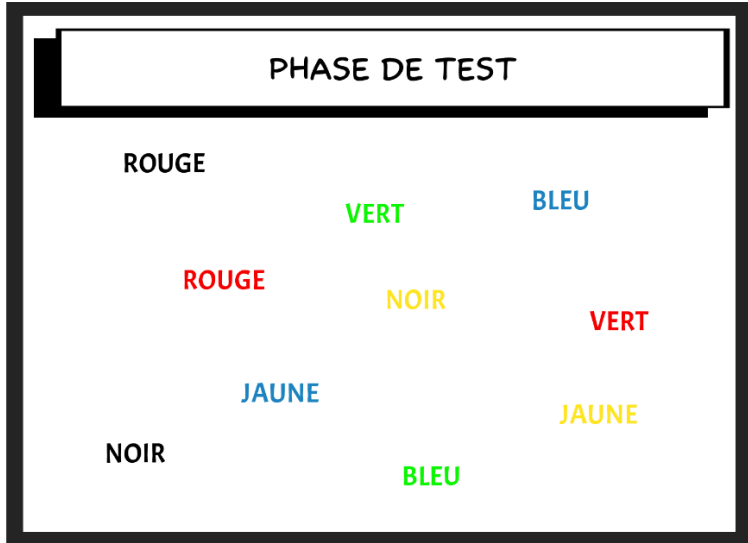 PHASE DE TEST
ROUGE
VERT
BLEU
ROUGE
NOIR
VERT
JAUNE
JAUNE
NOIR
BLEU